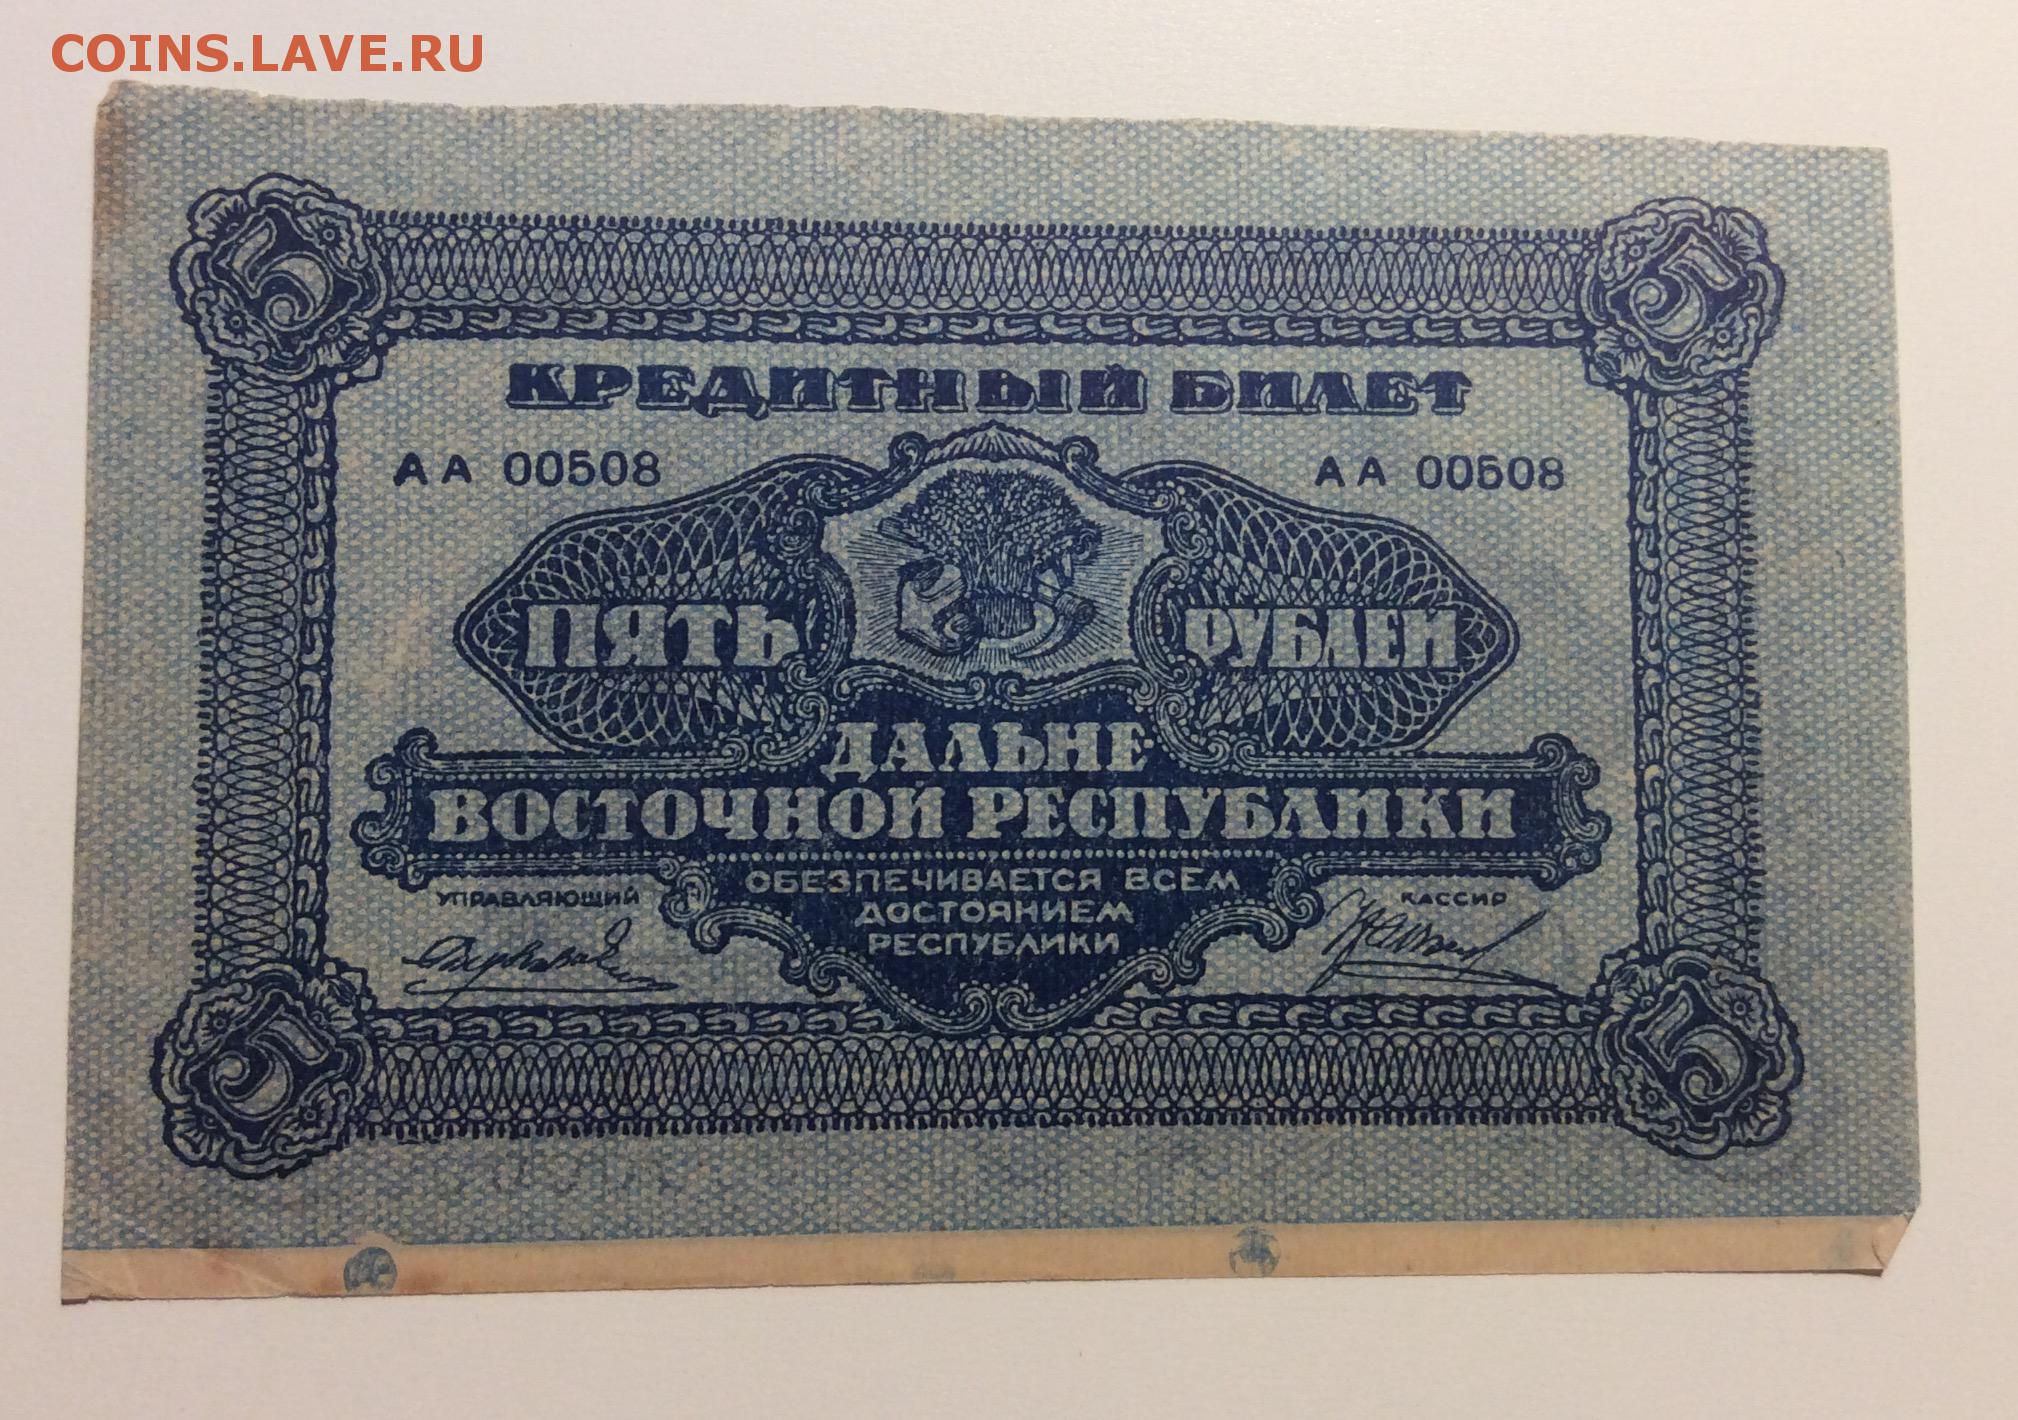 COINS.LAVE.RU
5 5
КРЕДИТНЫЙ БИЛЕТ
АА 00508 АА 00508
ПЯТЬ РУБЛЕЙ
ДАЛЬНЕ-
ВОСТОЧНОЙ РЕСПУБЛИКИ
ОБЕЗПЕЧИВАЕТСЯ ВСЕМ
УПРАВЛЯЮЩИЙ КАССИР
ДОСТОЯНИЕМ
РЕСПУБЛИКИ
5 5